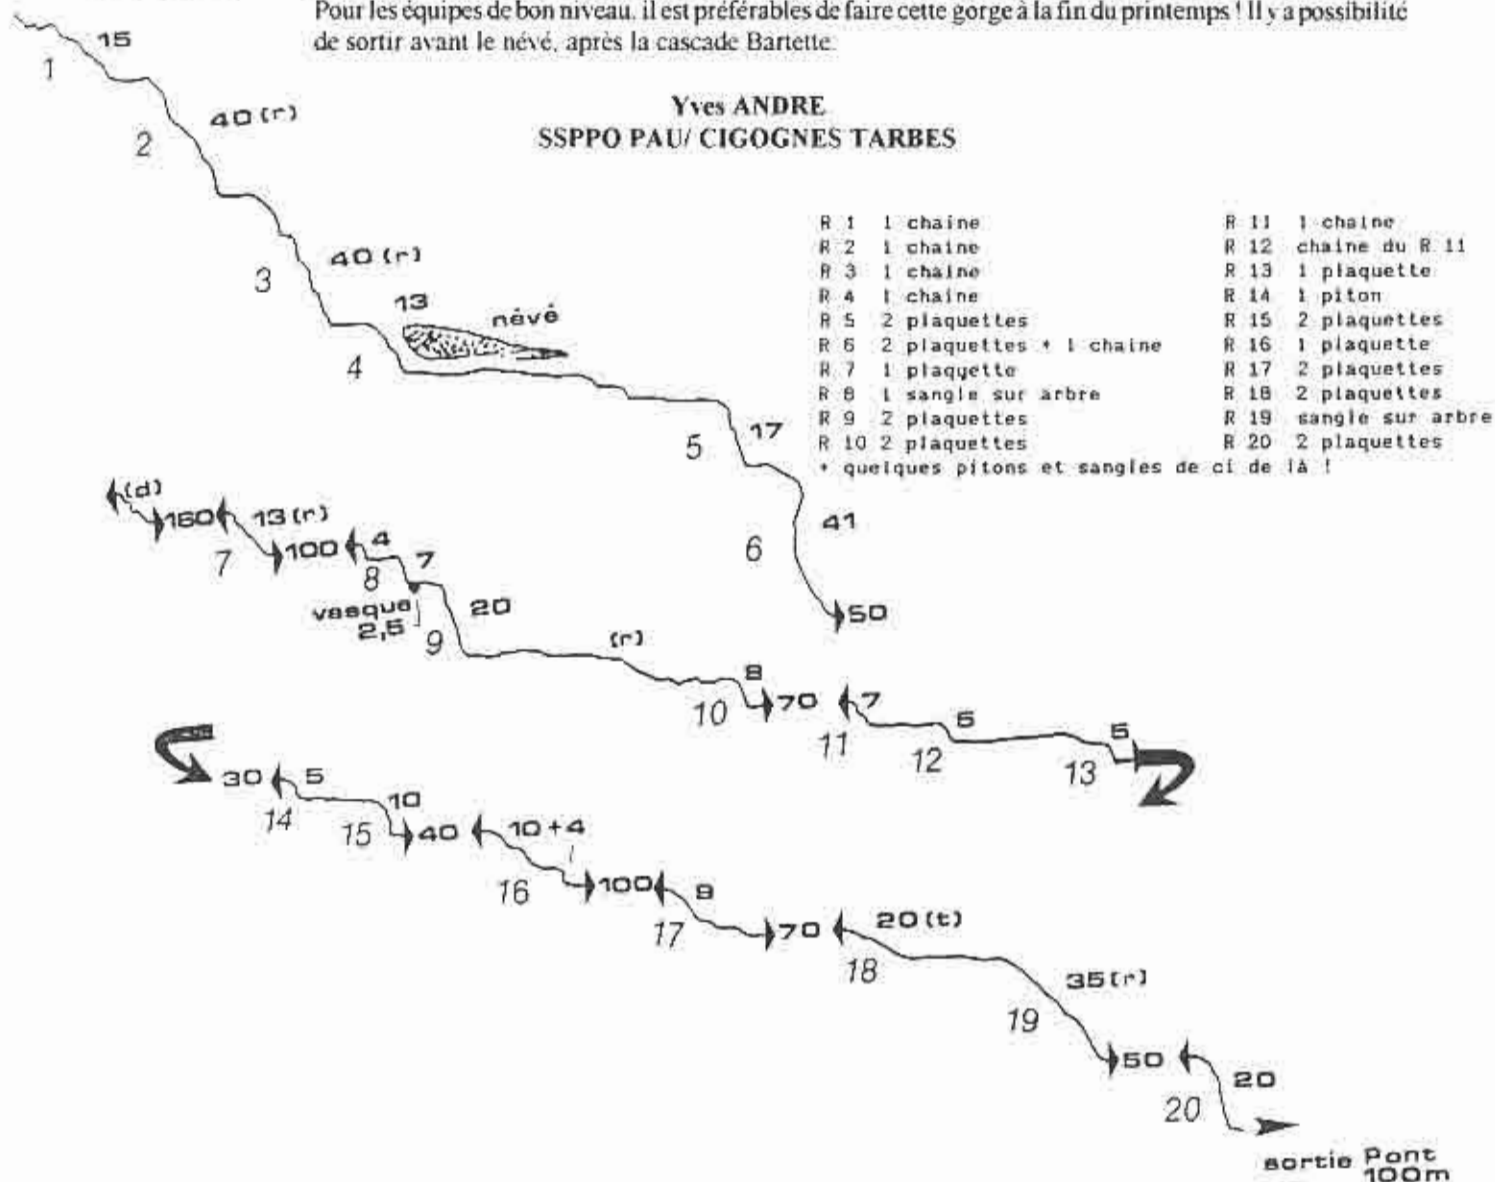 Pour les équipes de bon niveau, il est préférables de faire cette gorge à la fin du printemps ! Il y a possibilité
de sortir avant le névé, après la cascade Bartette.
Yves ANDRE
SSPPO PAU/ CIGOGNES TARBES
15
1
40 (r)
2
40 (r)
3
13
névé
4
17
5
41
6
50
R 1 1 chaine
R 2 1 chaine
R 3 1 chaine
R 4 1 chaine
R 5 2 plaquettes
R 6 2 plaquettes + 1 chaine
R 7 1 plaquette
R 8 1 sangle sur arbre
R 9 2 plaquettes
R 10 2 plaquettes
R 11 1 chaine
R 12 chaine du R 11
R 13 1 plaquette
R 14 1 piton
R 15 2 plaquettes
R 16 1 plaquette
R 17 2 plaquettes
R 18 2 plaquettes
R 19 sangle sur arbre
R 20 2 plaquettes
+ quelques pitons et sangles de ci de là !
(d)
160
13 (r)
7
100
4
8
7
vasque
2,5
20
9
(r)
8
10
70
7
11
5
12
5
13
30
5
14
10
15
40
10 + 4
16
100
9
17
70
20 (t)
18
35 (r)
19
50
20
20
sortie Pont
100m